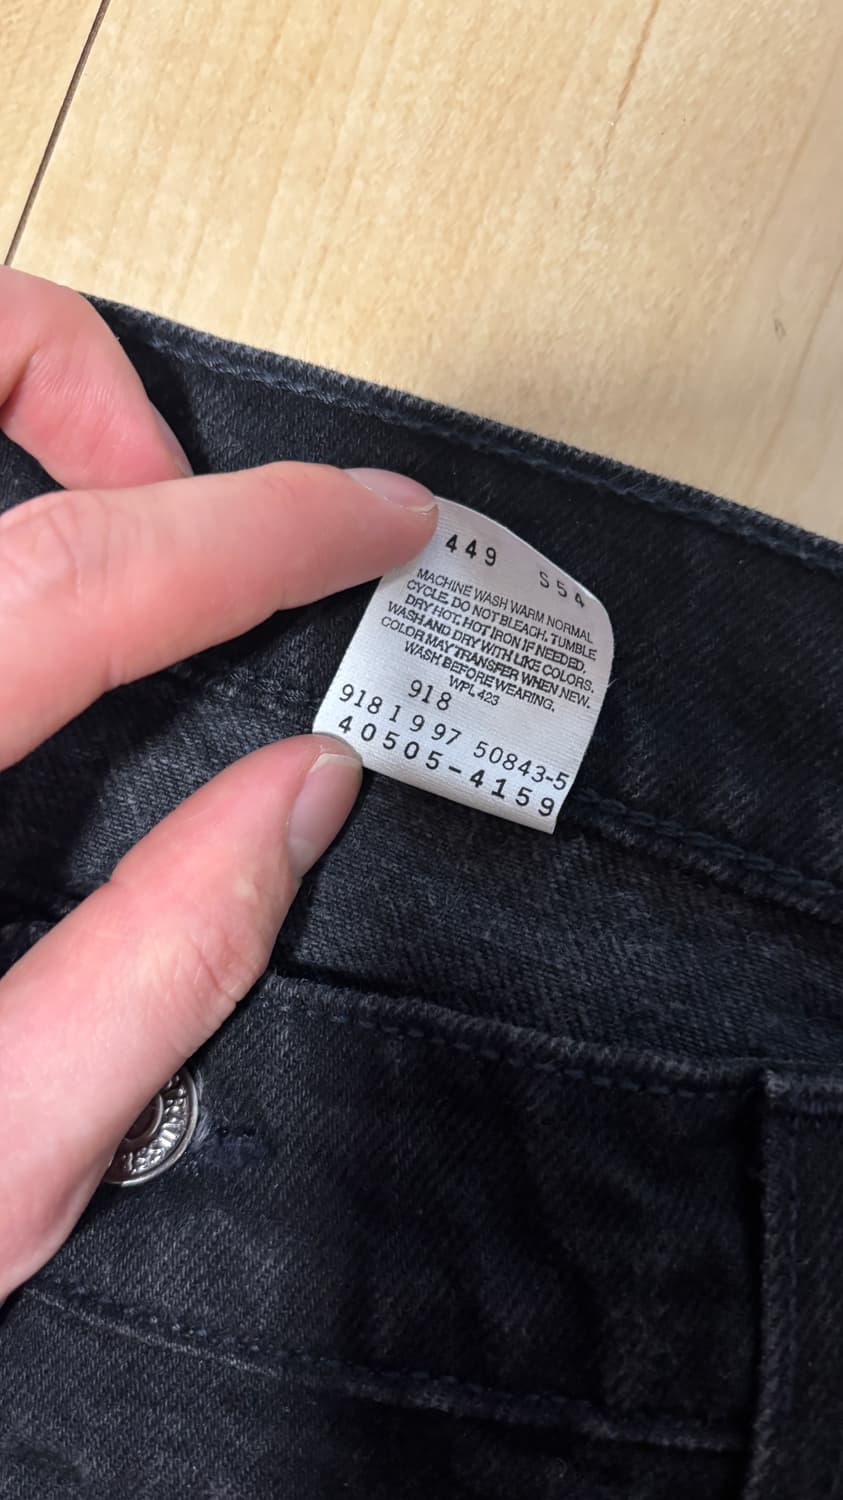 449 S54
MACHINE WASH WARM NORMAL
CYCLE. DO NOT BLEACH. TUMBLE
DRY HOT. HOT IRON IF NEEDED.
WASH AND DRY WITH LIKE COLORS.
COLOR MAY TRANSFER WHEN NEW.
WASH BEFORE WEARING.
WPL 423
918
918 1997 50843-5
40505-4159